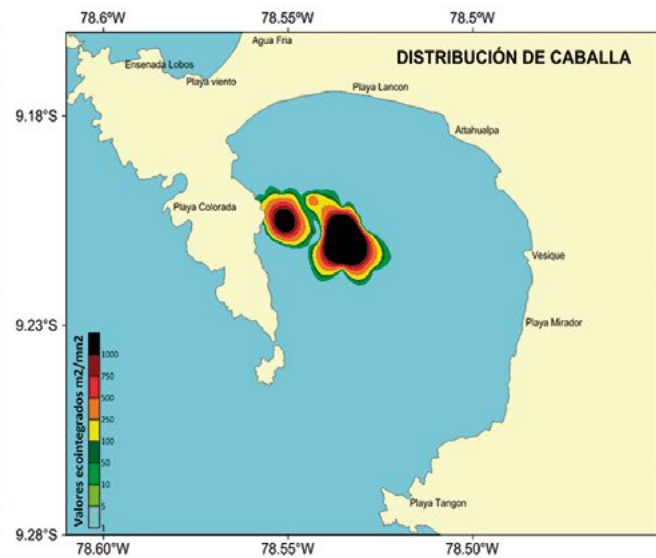 78.6°W 78.55°W 78.5°W
Agua Fria
DISTRIBUCIÓN DE CABALLA
Ensenada Lobos
Playa viento
Playa Lancon
9.18°S
Attahualpa
Playa Colorada
Vesique
9.23°S
Playa Mirador
Valores ecointegrados m2/mn2
1000
750
500
250
100
50
10
5
1
Playa Tangon
9.28°S
78.60°W 78.55°W 78.50°W